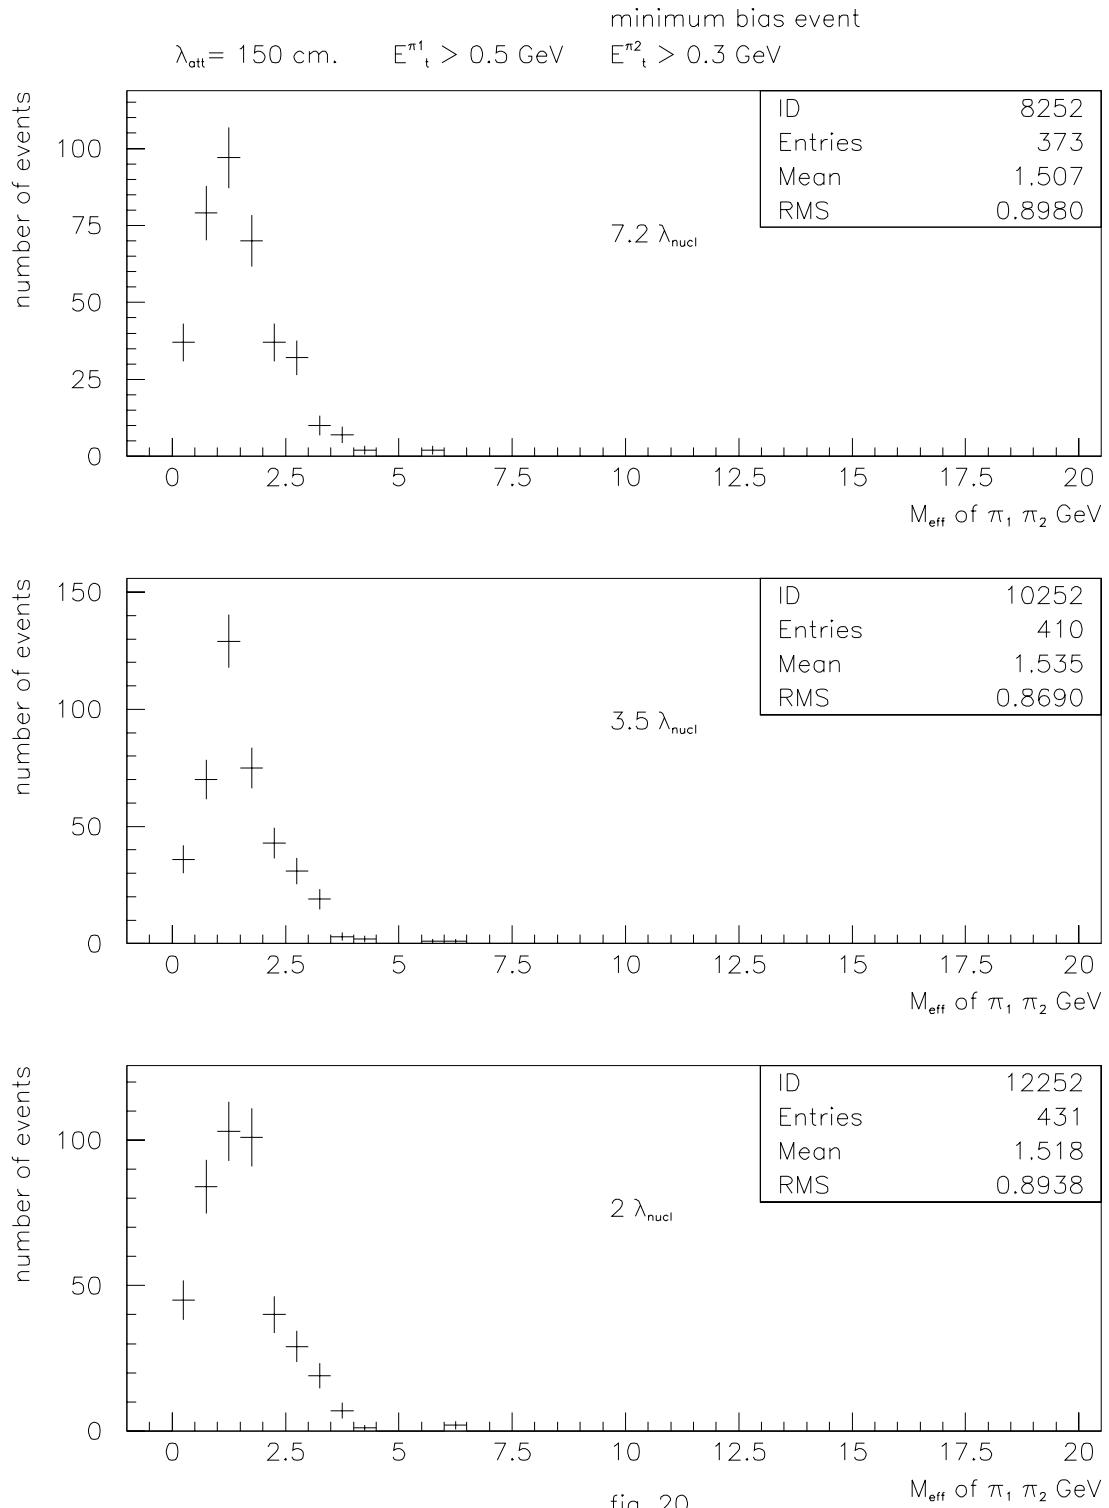 minimum bias event
λatt= 150 cm. Eπ1t > 0.5 GeV Eπ2t > 0.3 GeV
number of events
ID 8252
Entries 373
Mean 1.507
RMS 0.8980
7.2 λnucl
100
75
50
25
0
0 2.5 5 7.5 10 12.5 15 17.5 20
Meff of π1 π2 GeV
number of events
ID 10252
Entries 410
Mean 1.535
RMS 0.8690
3.5 λnucl
150
100
50
0
0 2.5 5 7.5 10 12.5 15 17.5 20
Meff of π1 π2 GeV
number of events
ID 12252
Entries 431
Mean 1.518
RMS 0.8938
2 λnucl
100
50
0
0 2.5 5 7.5 10 12.5 15 17.5 20
Meff of π1 π2 GeV
fig. 20